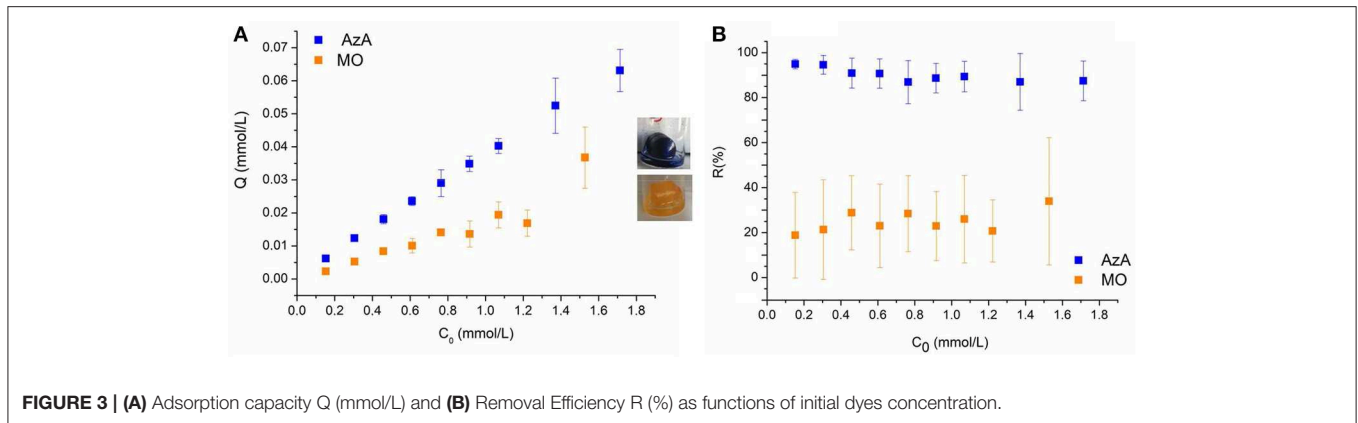 A
AzA
MO
0.07
0.06
0.05
0.04
0.03
0.02
0.01
0.00
Q (mmol/L)
0.0 0.2 0.4 0.6 0.8 1.0 1.2 1.4 1.6 1.8
C0 (mmol/L)
B
100
80
60
40
20
0
R(%)
AzA
MO
0.0 0.2 0.4 0.6 0.8 1.0 1.2 1.4 1.6 1.8
C0 (mmol/L)
FIGURE 3 | (A) Adsorption capacity Q (mmol/L) and (B) Removal Efficiency R (%) as functions of initial dyes concentration.